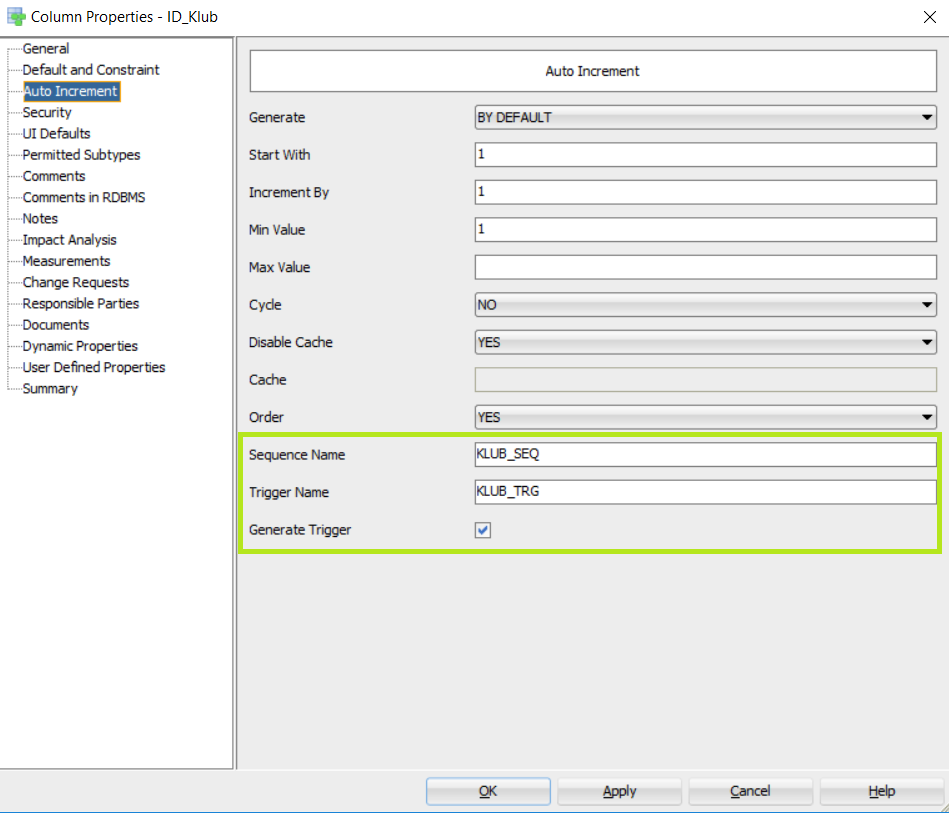 Column Properties - ID_Klub
General
Default and Constraint
Auto Increment
Security
UI Defaults
Permitted Subtypes
Comments
Comments in RDBMS
Notes
Impact Analysis
Measurements
Change Requests
Responsible Parties
Documents
Dynamic Properties
User Defined Properties
Summary
Auto Increment
Generate BY DEFAULT
Start With 1
Increment By 1
Min Value 1
Max Value
Cycle NO
Disable Cache YES
Cache
Order YES
Sequence Name KLUB_SEQ
Trigger Name KLUB_TRG
Generate Trigger
OK Apply Cancel Help